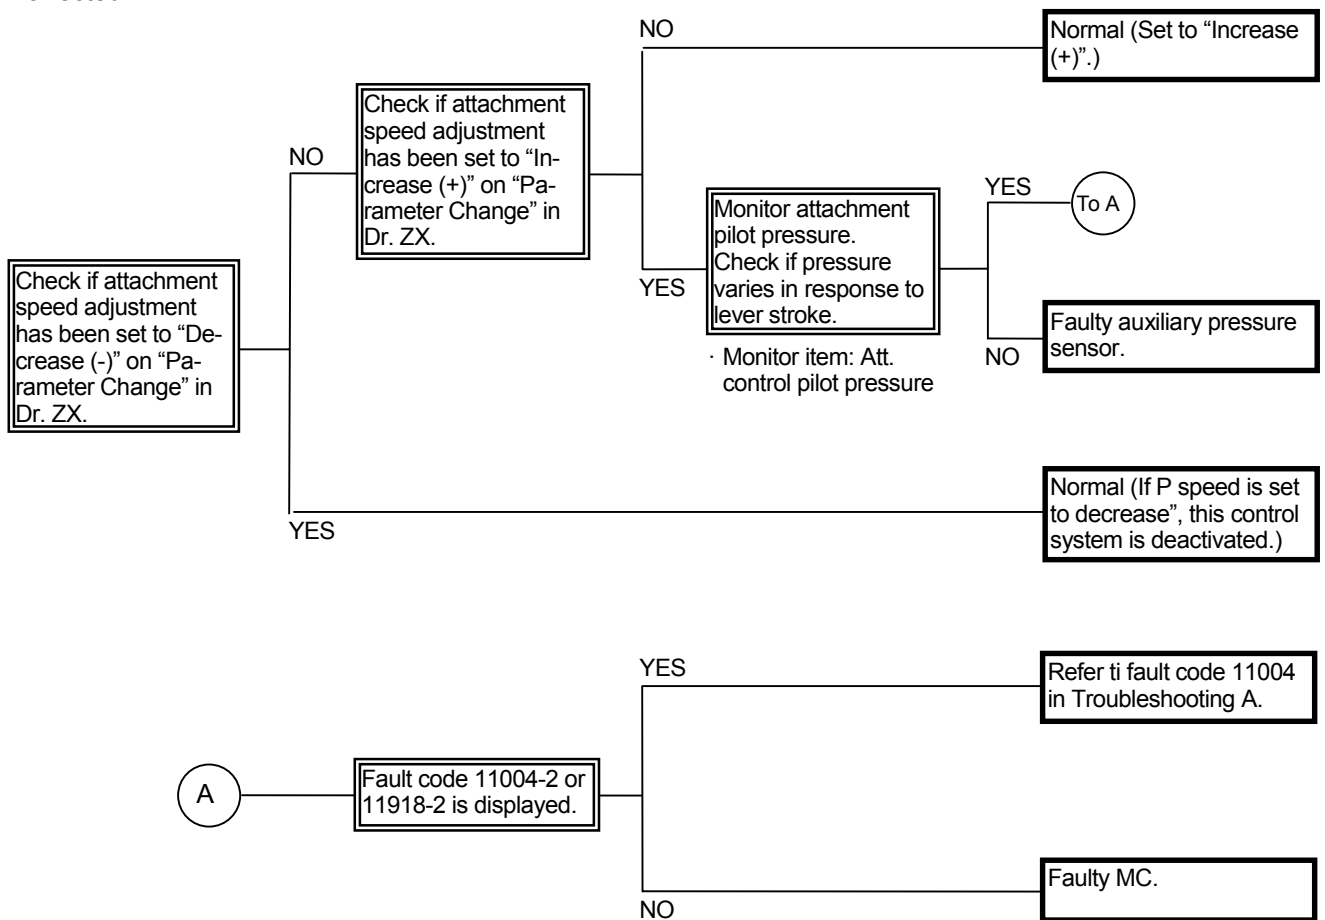 NO
Normal (Set to “Increase
(+)”.)
Check if attachment
speed adjustment
has been set to “In-
crease (+)” on “Pa-
rameter Change” in
Dr. ZX.
NO
YES
To A
Monitor attachment
pilot pressure.
Check if pressure
varies in response to
lever stroke.
YES
Check if attachment
speed adjustment
has been set to “De-
crease (-)” on “Pa-
rameter Change” in
Dr. ZX.
Faulty auxiliary pressure
sensor.
NO
· Monitor item: Att.
control pilot pressure
Normal (If P speed is set
to decrease”, this control
system is deactivated.)
YES
YES
Refer ti fault code 11004
in Troubleshooting A.
A
Fault code 11004-2 or
11918-2 is displayed.
Faulty MC.
NO